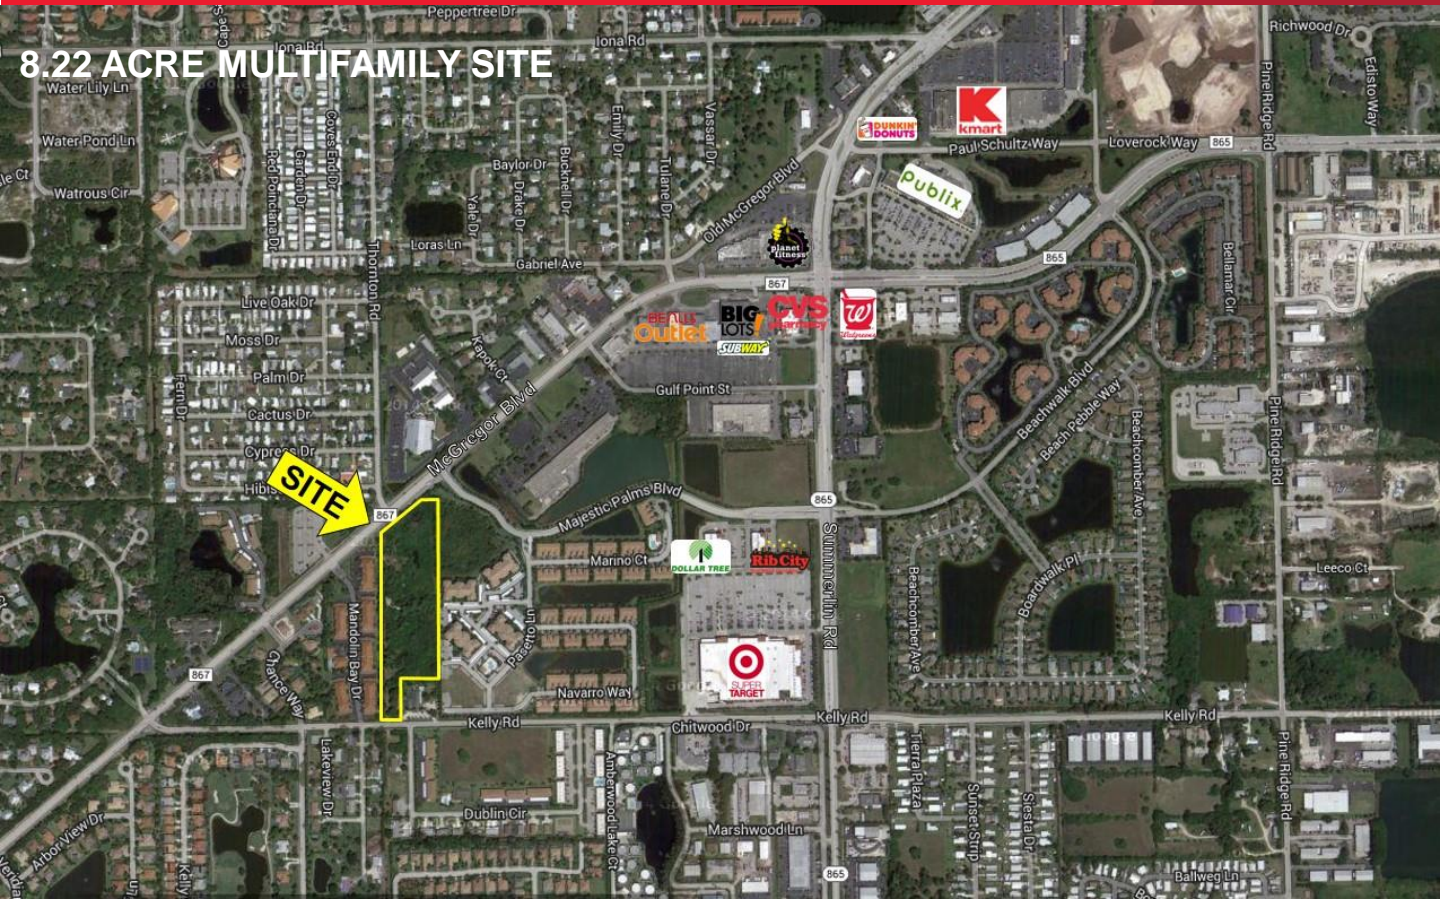 8.22 ACRE MULTIFAMILY SITE
Peppertree Dr
Iona Rd
Iona Rd
Richwood Dr
Water Lily Ln
Edisto Way
Pine Ridge Rd
Kmart
DUNKIN' DONUTS
Water Pond Ln
Coves End Dr
Emily Dr
Vassar Dr
Paul Schultz Way
Loverock Way
865
Baylor Dr
Bucknell Dr
Gardenia Dr
Red Poinciana Dr
Watrous Cir
Drake Dr
Yale Dr
Tulane Dr
Old McGregor Blvd
Publix
Loras Ln
planet fitness
Gabriel Ave
865
Bellamar Cir
Thornton Rd
867
Live Oak Dr
BEALLS Outlet
BIG LOTS!
CVS pharmacy
W
Walgreens
SUBWAY
Moss Dr
Kapok Ct
Palm Dr
Fern Dr
Gulf Point St
Cactus Dr
McGregor Blvd
Beachwalk Blvd
Beach Pebble Way
Beachcomber Ave
Pine Ridge Rd
Cypress Dr
SITE
Majestic Palms Blvd
865
867
Marino Ct
DOLLAR TREE
Rib City
Summerlin Rd
Leeco Ct
Boardwalk Pl
Mandolin Bay Dr
Pasetto Ln
Beachcomber Ave
SUPER TARGET
867
Chance Way
Navarro Way
Kelly Rd
Chitwood Dr
Kelly Rd
Kelly Rd
Pine Ridge Rd
Lakeview Dr
Amberwood Lake Ct
Tierra Plaza
Sunset Strip
Siesta Dr
Dublin Cir
Marshwood Ln
Arbor View Dr
Kelly
865
Ballweg Ln